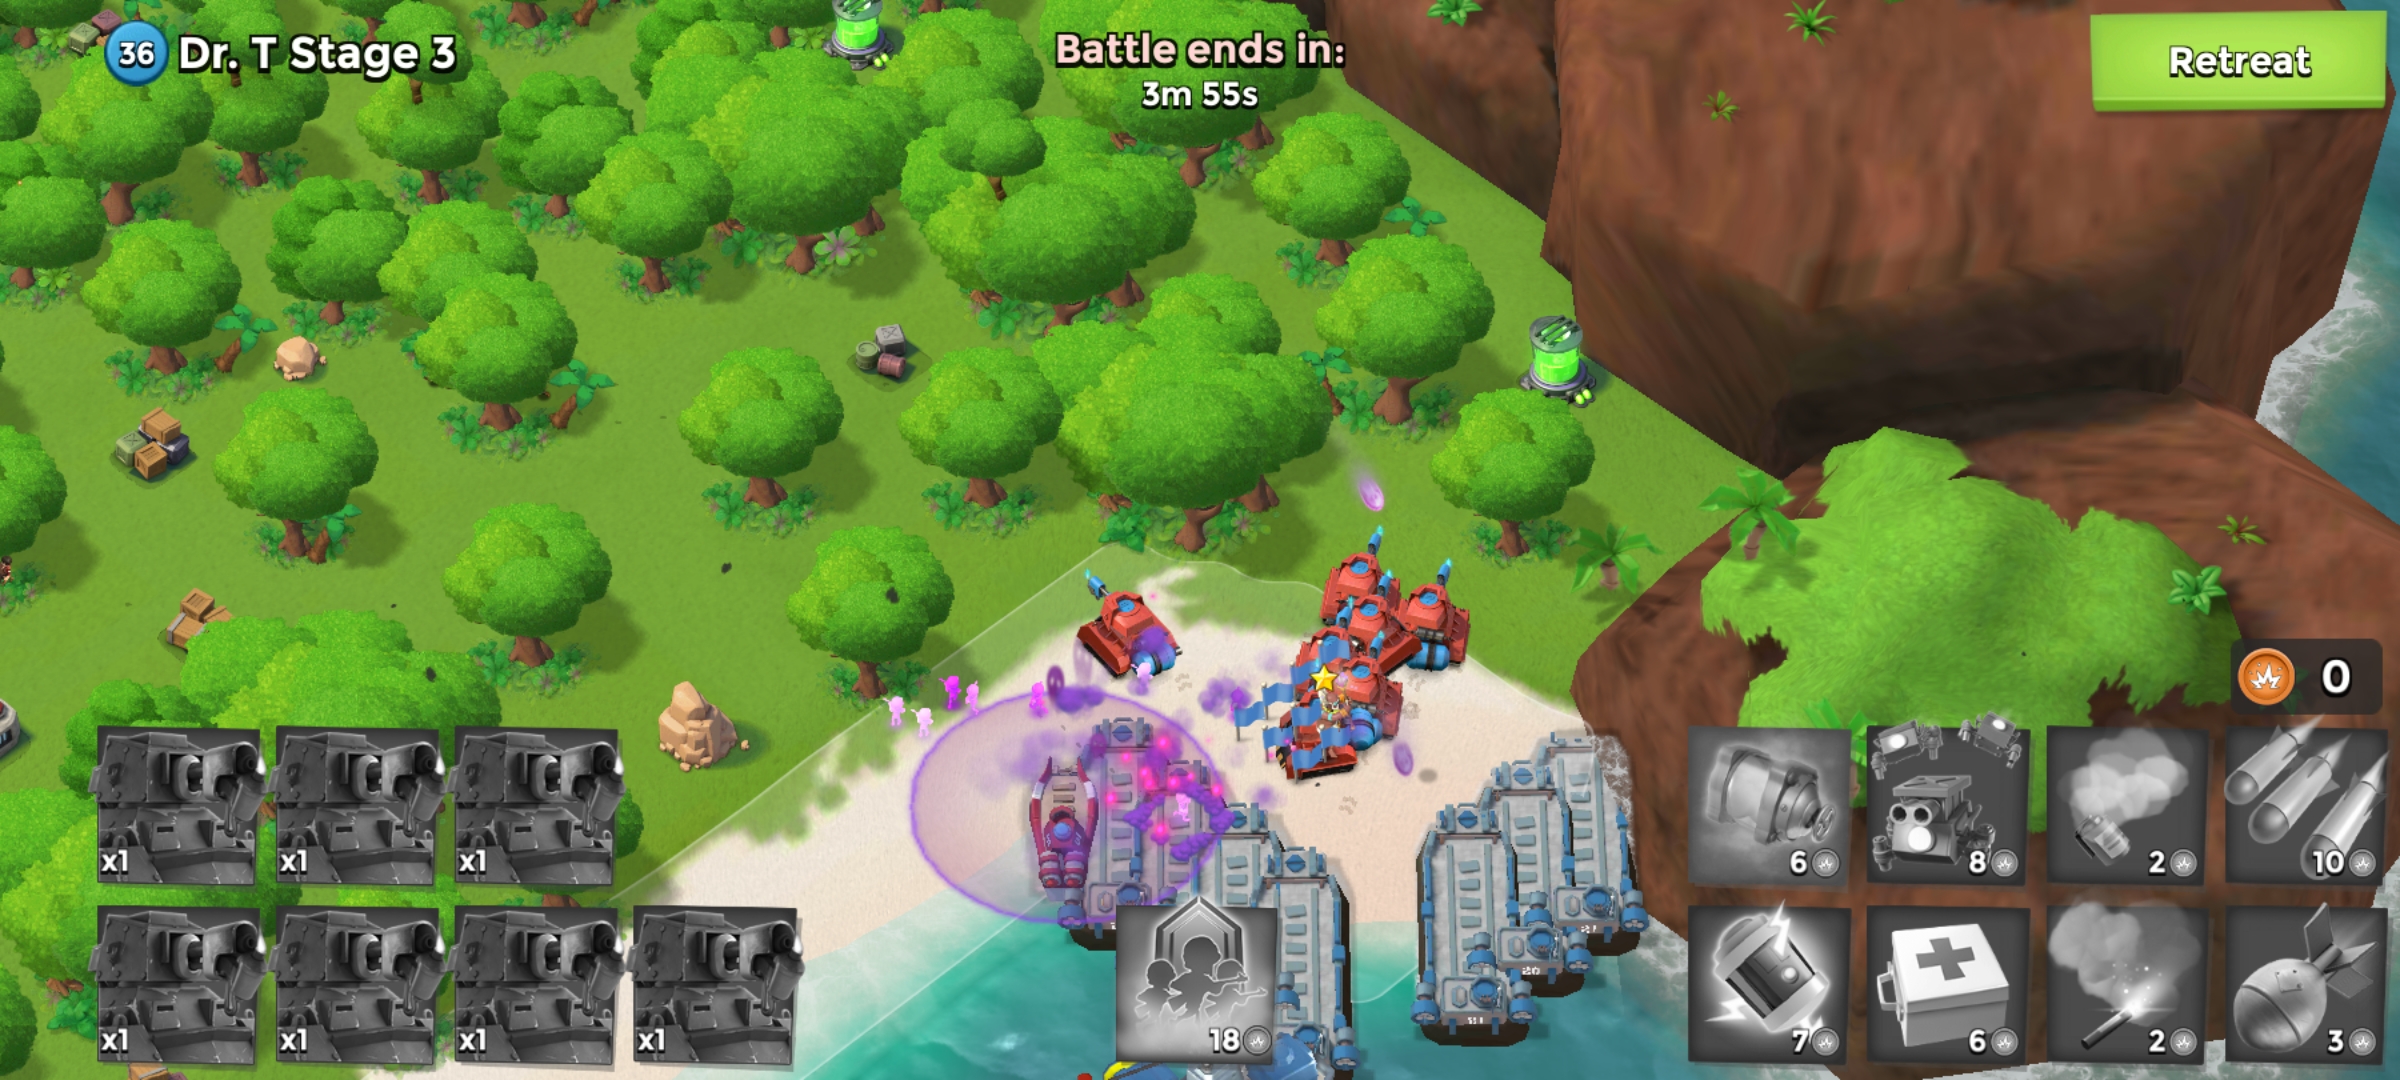 36 Dr. T Stage 3
Battle ends in:
3m 55s
Retreat
0
x1 x1 x1
6 8 2 10
x1 x1 x1 x1
18
7 6 2 3